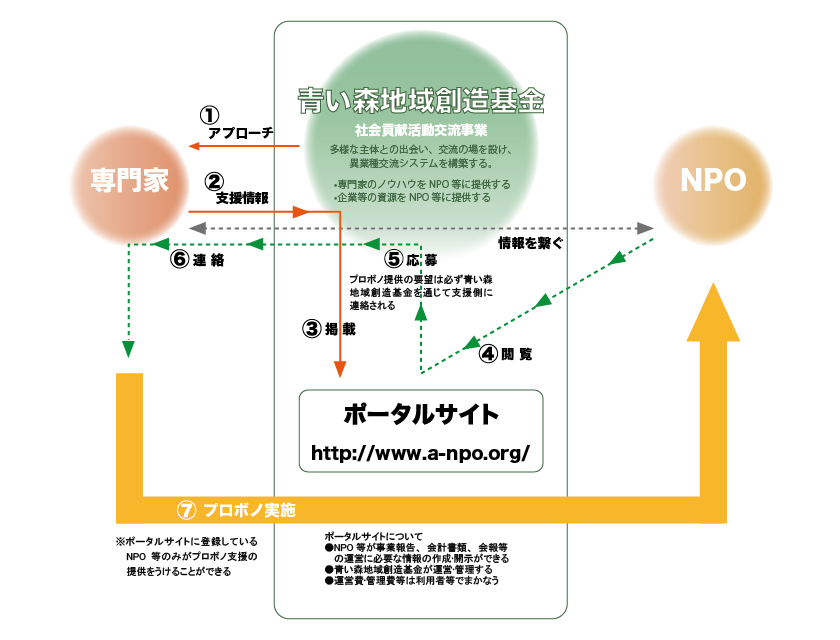 青い森地域創造基金
社会貢献活動交流事業
多様な主体との出会い、交流の場を設け、
異業種交流システムを構築する。
•専門家のノウハウを NPO 等に提供する
•企業等の資源を NPO 等に提供する
①
アプローチ
専門家
②
支援情報
NPO
情報を繋ぐ
⑥連絡
⑤応募
プロボノ提供の要望は必ず青い森
地域創造基金を通じて支援側に
連絡される
③掲載
④閲覧
ポータルサイト
http://www.a-npo.org/
⑦ プロボノ実施
※ポータルサイトに登録している
NPO 等のみがプロボノ支援の
提供をうけることができる
ポータルサイトについて
●NPO 等が事業報告、会計書類、会報等
の運営に必要な情報の作成・開示ができる
●青い森地域創造基金が運営・管理する
●運営費・管理費等は利用者等でまかなう